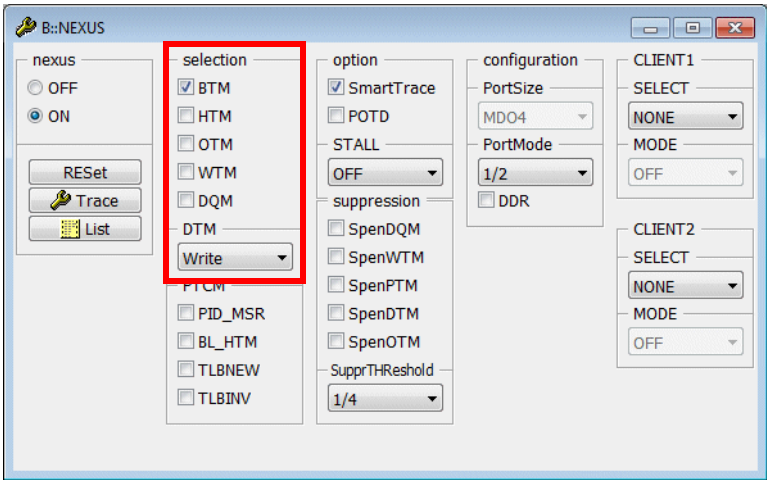 B::NEXUS
nexus
OFF
ON
RESet
Trace
List
selection
BTM
HTM
OTM
WTM
DQM
DTM
Write
PTCM
PID_MSR
BL_HTM
TLBNEW
TLBINV
option
SmartTrace
POTD
STALL
OFF
suppression
SpenDQM
SpenWTM
SpenPTM
SpenDTM
SpenOTM
SupprTHReshold
1/4
configuration
PortSize
MDO4
PortMode
1/2
DDR
CLIENT1
SELECT
NONE
MODE
OFF
CLIENT2
SELECT
NONE
MODE
OFF